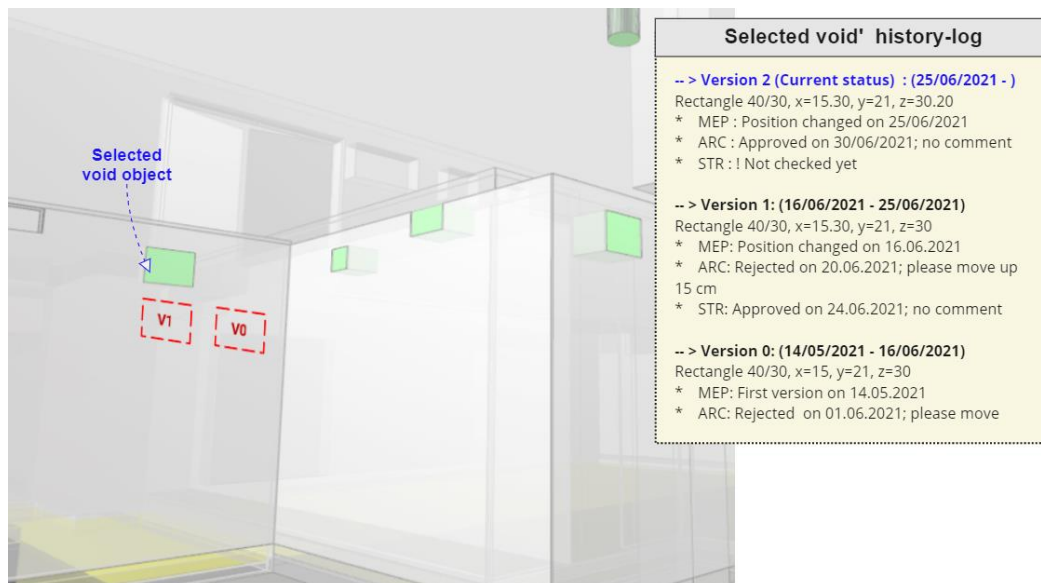 Selected void'  history-log
-- > Version 2 (Current status)  : (25/06/2021 - )
Rectangle 40/30, x=15.30, y=21, z=30.20
*   MEP : Position changed on 25/06/2021
*   ARC : Approved on 30/06/2021; no comment
*   STR : ! Not checked yet
-- > Version 1: (16/06/2021 - 25/06/2021)
Rectangle 40/30, x=15.30, y=21, z=30
*   MEP: Position changed on 16.06.2021
*   ARC: Rejected on 20.06.2021; please move up
15 cm
*   STR: Approved on 24.06.2021; no comment
-- > Version 0: (14/05/2021 - 16/06/2021)
Rectangle 40/30, x=15, y=21, z=30
*   MEP: First version on 14.05.2021
*   ARC: Rejected  on 01.06.2021; please move
Selected
void object
V1
V0